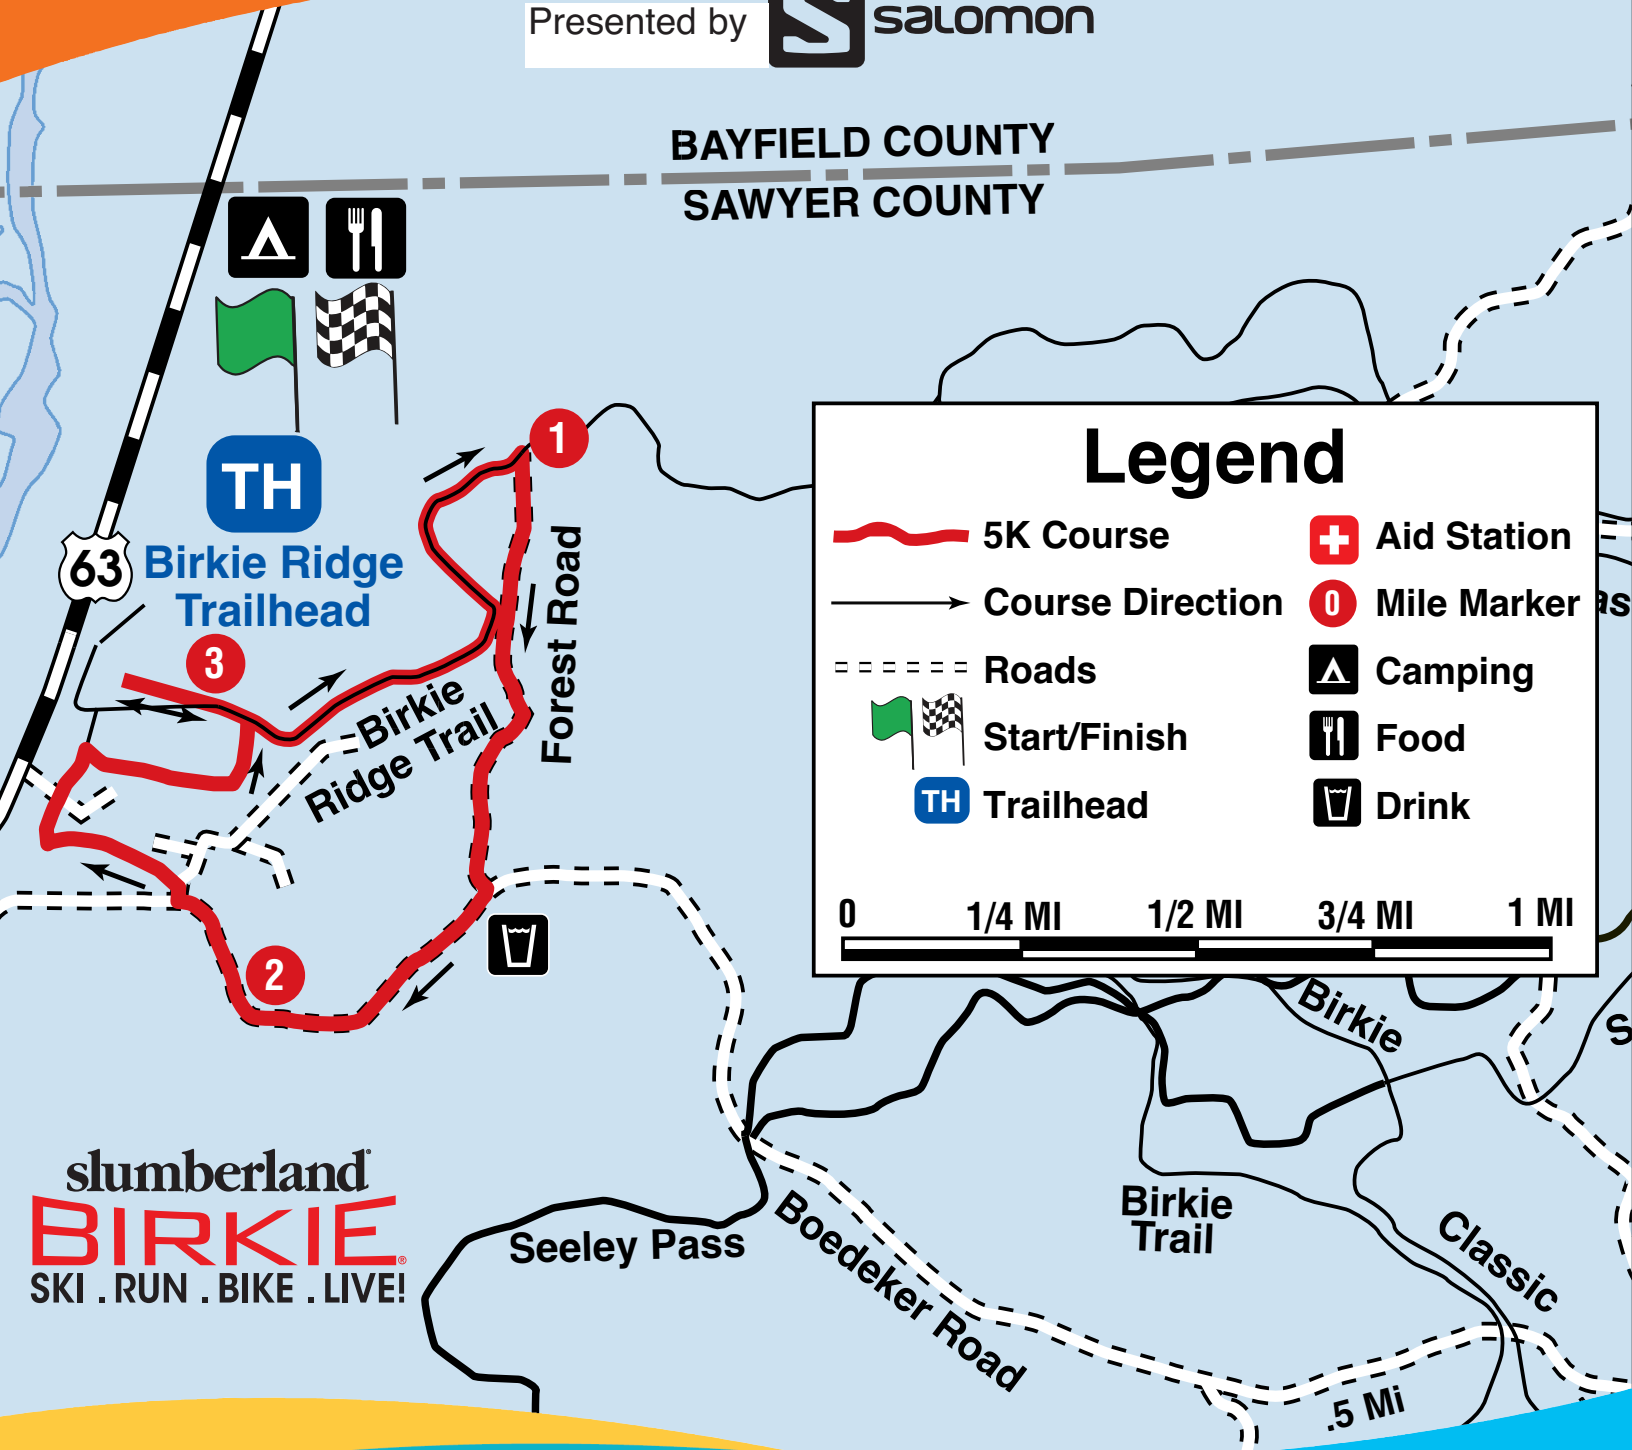 Presented by
SALOMON
BAYFIELD COUNTY
SAWYER COUNTY
TH
Birkie Ridge
Trailhead
63
1
3
2
Birkie
Ridge Trail
Forest Road
Legend
5K Course
Course Direction
Roads
Start/Finish
TH Trailhead
Aid Station
0 Mile Marker
Camping
Food
Drink
0 1/4 MI 1/2 MI 3/4 MI 1 MI
Birkie
Seeley Pass
Boedeker Road
Birkie
Trail
Classic
.5 Mi
slumberland
BIRKIE®
SKI . RUN . BIKE . LIVE!